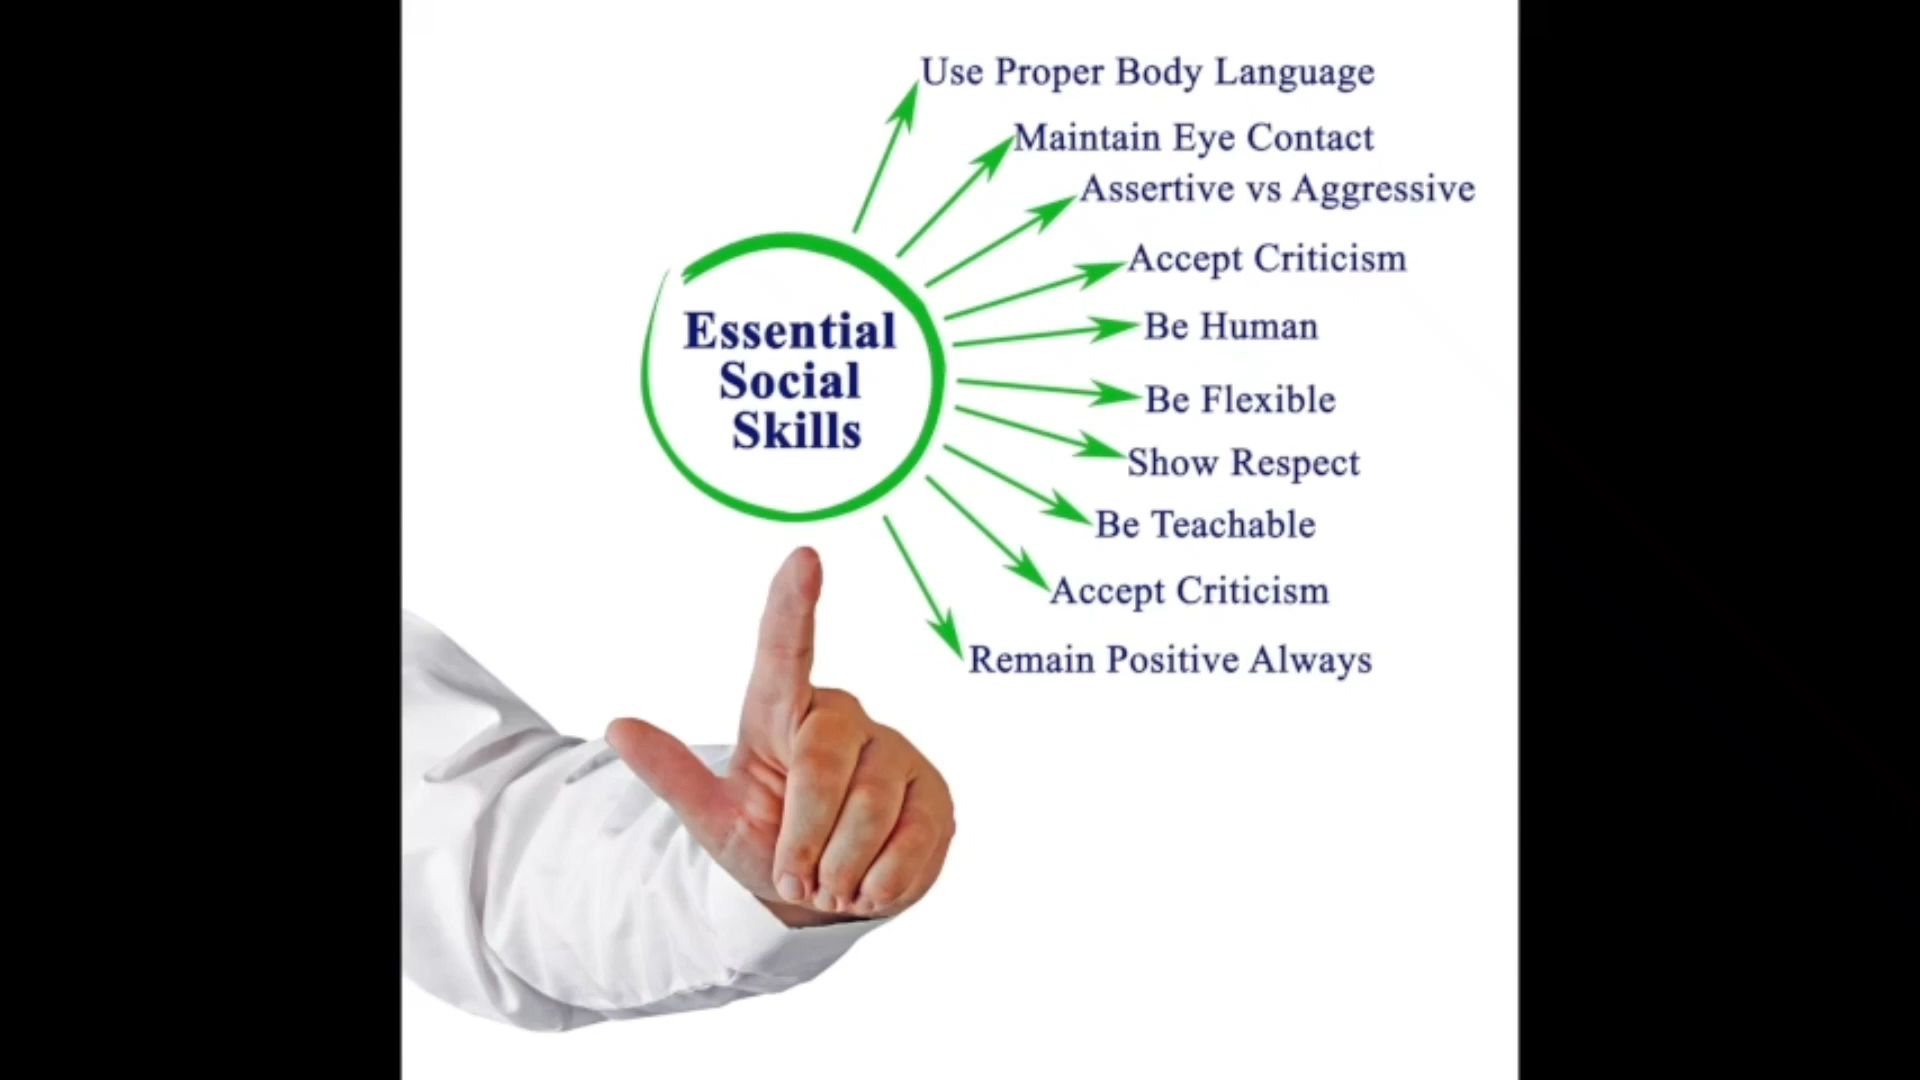 Essential
Social
Skills
Use Proper Body Language
Maintain Eye Contact
Assertive vs Aggressive
Accept Criticism
Be Human
Be Flexible
Show Respect
Be Teachable
Accept Criticism
Remain Positive Always